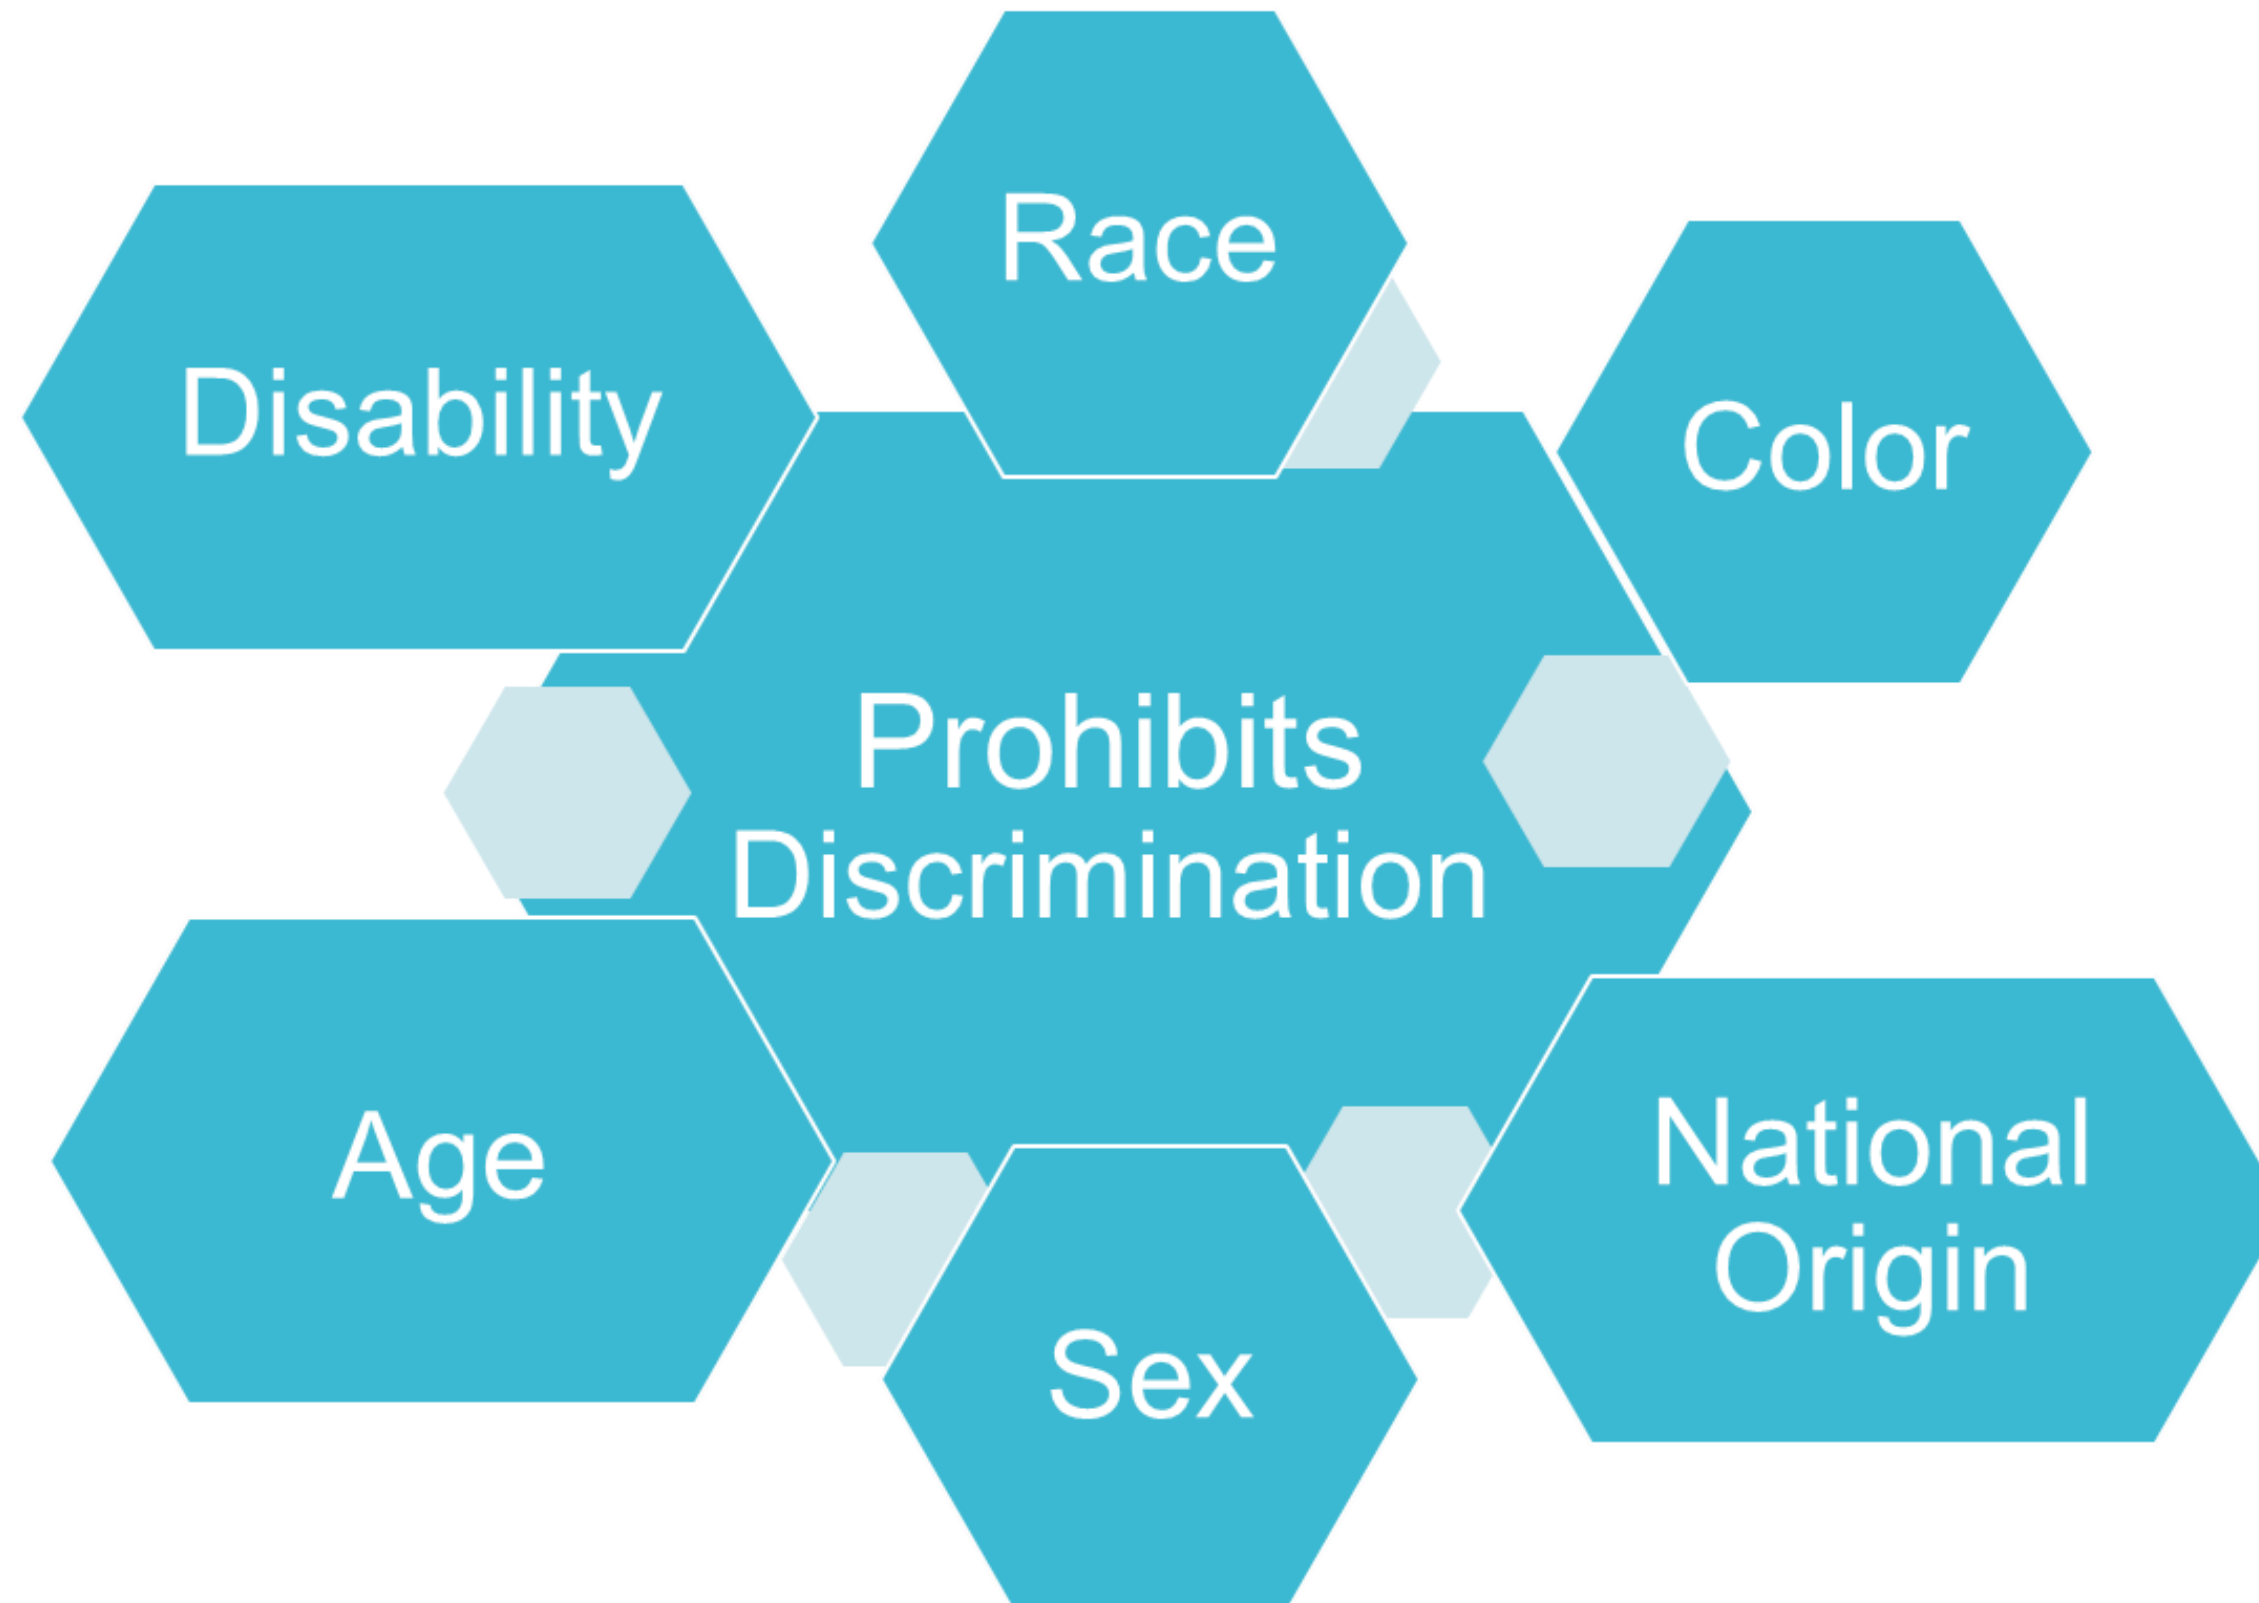 Race
Disability
Color
Prohibits
Discrimination
Age
National
Origin
Sex